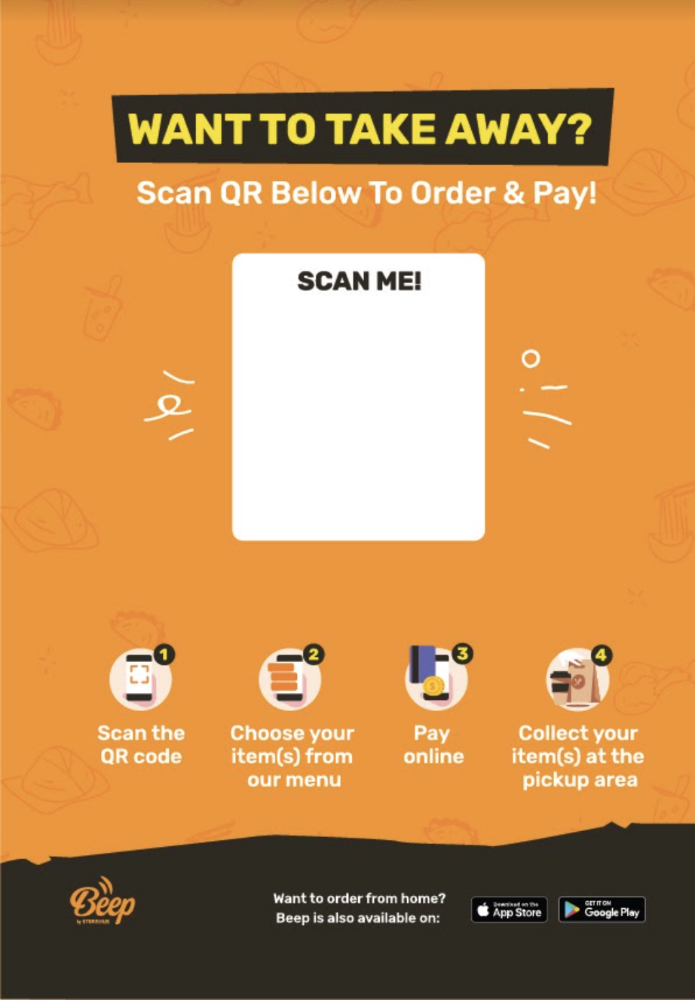 WANT TO TAKE AWAY?
Scan QR Below To Order & Pay!
SCAN ME!
1
2
3
4
Scan the
QR code
Choose your
item(s) from
our menu
Pay
online
Collect your
item(s) at the
pickup area
Beep
by STOREHUB
Want to order from home?
Beep is also available on:
Download on the
App Store
GET IT ON
Google Play